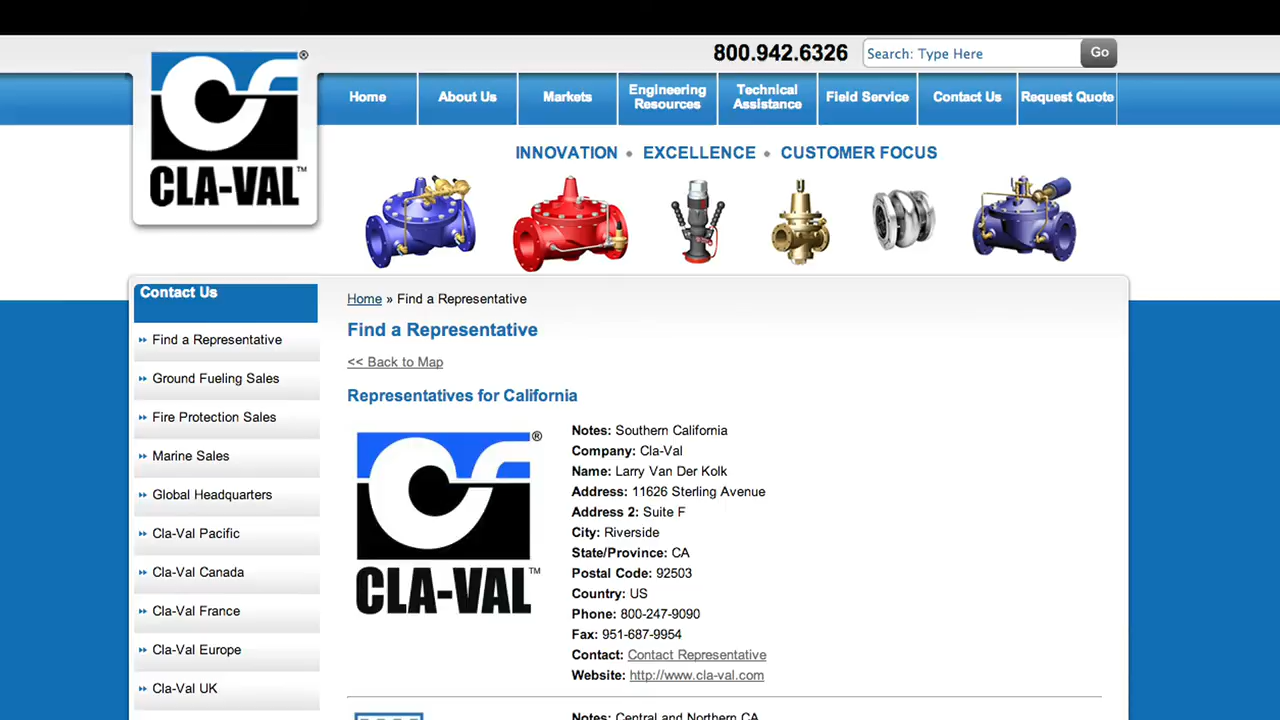 CLA-VAL™
®
800.942.6326
Search: Type Here
Go
Home
About Us
Markets
Engineering Resources
Technical Assistance
Field Service
Contact Us
Request Quote
INNOVATION • EXCELLENCE • CUSTOMER FOCUS
Contact Us
Find a Representative
Ground Fueling Sales
Fire Protection Sales
Marine Sales
Global Headquarters
Cla-Val Pacific
Cla-Val Canada
Cla-Val France
Cla-Val Europe
Cla-Val UK
Home » Find a Representative
Find a Representative
<< Back to Map
Representatives for California
®
CLA-VAL™
Notes: Southern California
Company: Cla-Val
Name: Larry Van Der Kolk
Address: 11626 Sterling Avenue
Address 2: Suite F
City: Riverside
State/Province: CA
Postal Code: 92503
Country: US
Phone: 800-247-9090
Fax: 951-687-9954
Contact: Contact Representative
Website: http://www.cla-val.com
Notes: Central and Northern CA